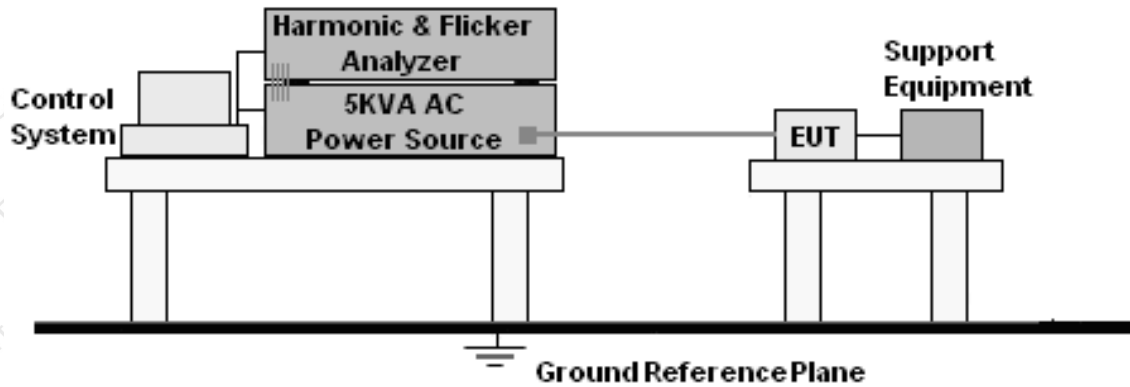 Harmonic & Flicker
Analyzer
Control
System
5KVA AC
Power Source
EUT
Support
Equipment
Ground Reference Plane